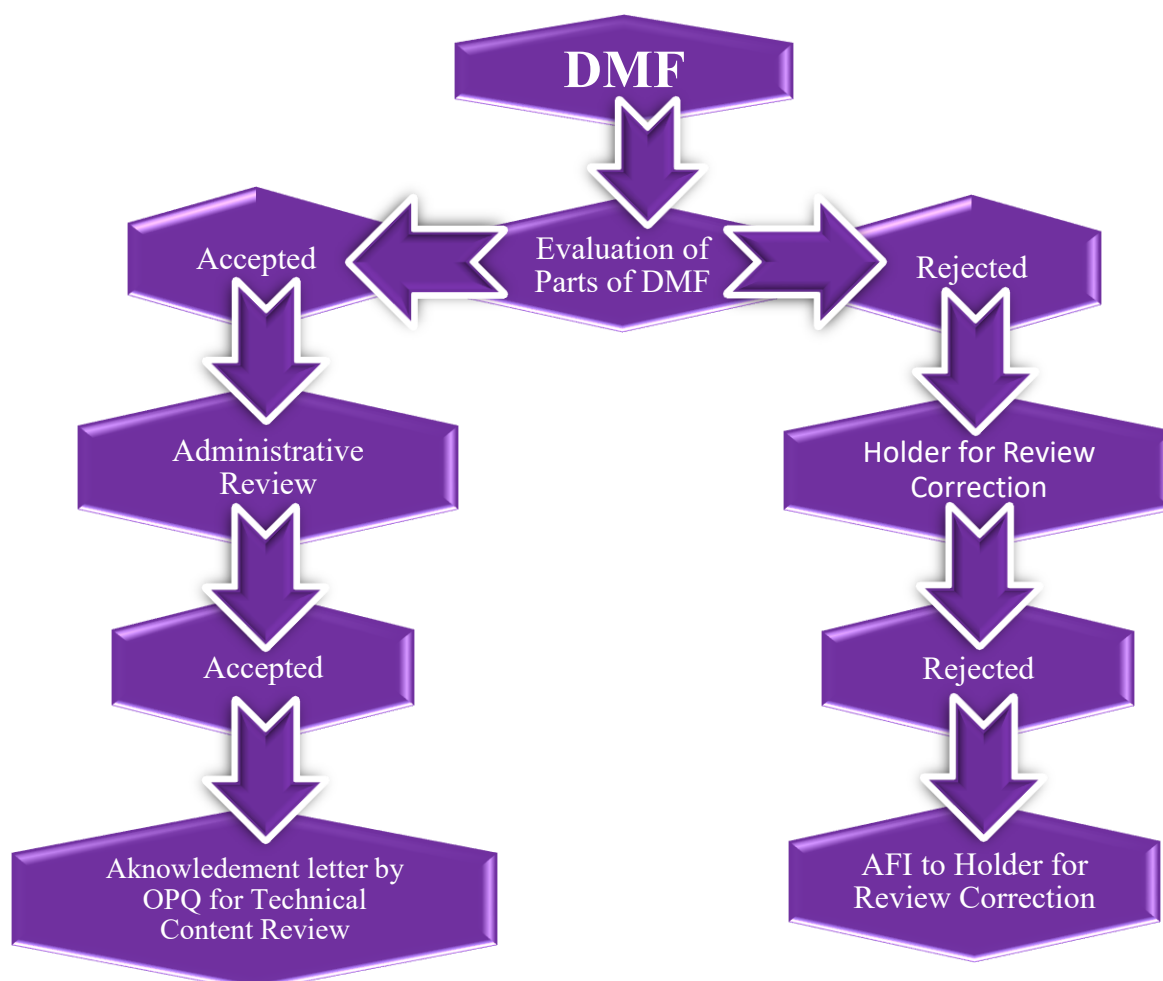 DMF
Evaluation of
Parts of DMF
Accepted
Rejected
Administrative
Review
Holder for Review
Correction
Accepted
Rejected
Aknowledement letter by
OPQ for Technical
Content Review
AFI to Holder for
Review Correction